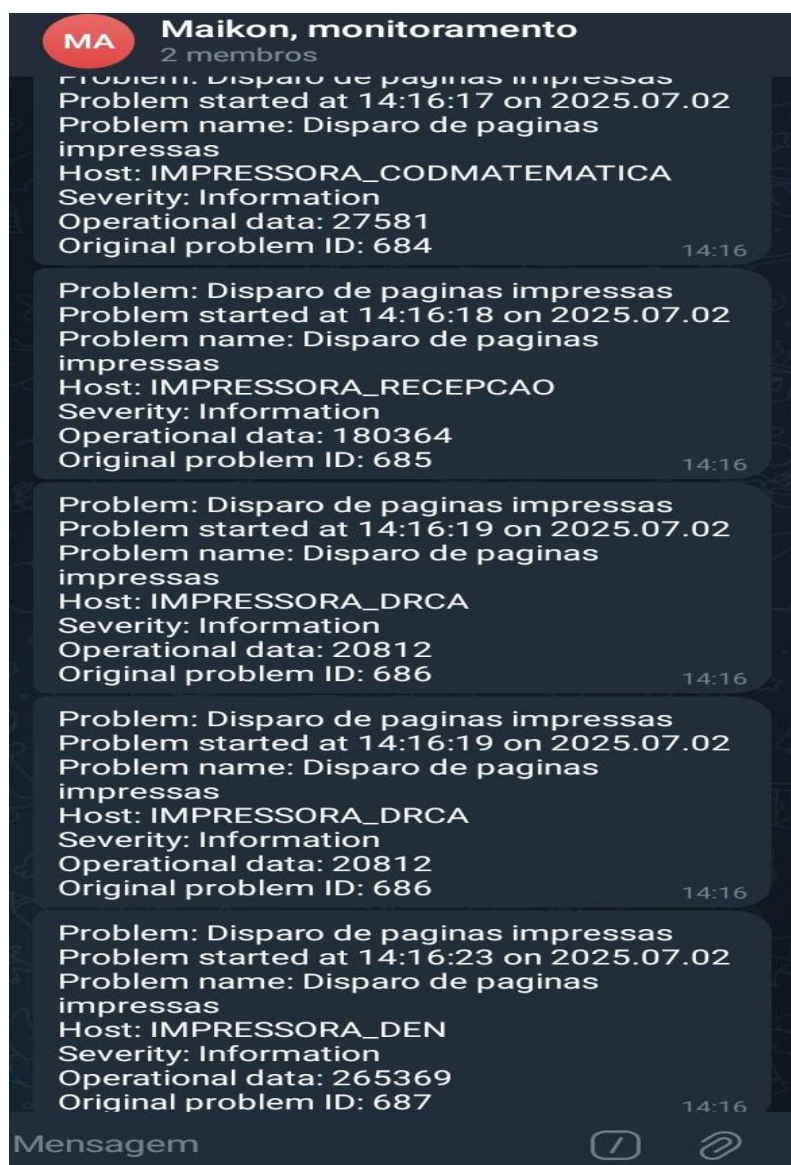 MA
Maikon, monitoramento
2 membros
Problem: Disparo de paginas impressas
Problem started at 14:16:17 on 2025.07.02
Problem name: Disparo de paginas
impressas
Host: IMPRESSORA_CODMATEMATICA
Severity: Information
Operational data: 27581
Original problem ID: 684
14:16
Problem: Disparo de paginas impressas
Problem started at 14:16:18 on 2025.07.02
Problem name: Disparo de paginas
impressas
Host: IMPRESSORA_RECEPCAO
Severity: Information
Operational data: 180364
Original problem ID: 685
14:16
Problem: Disparo de paginas impressas
Problem started at 14:16:19 on 2025.07.02
Problem name: Disparo de paginas
impressas
Host: IMPRESSORA_DRCA
Severity: Information
Operational data: 20812
Original problem ID: 686
14:16
Problem: Disparo de paginas impressas
Problem started at 14:16:19 on 2025.07.02
Problem name: Disparo de paginas
impressas
Host: IMPRESSORA_DRCA
Severity: Information
Operational data: 20812
Original problem ID: 686
14:16
Problem: Disparo de paginas impressas
Problem started at 14:16:23 on 2025.07.02
Problem name: Disparo de paginas
impressas
Host: IMPRESSORA_DEN
Severity: Information
Operational data: 265369
Original problem ID: 687
14:16
Mensagem